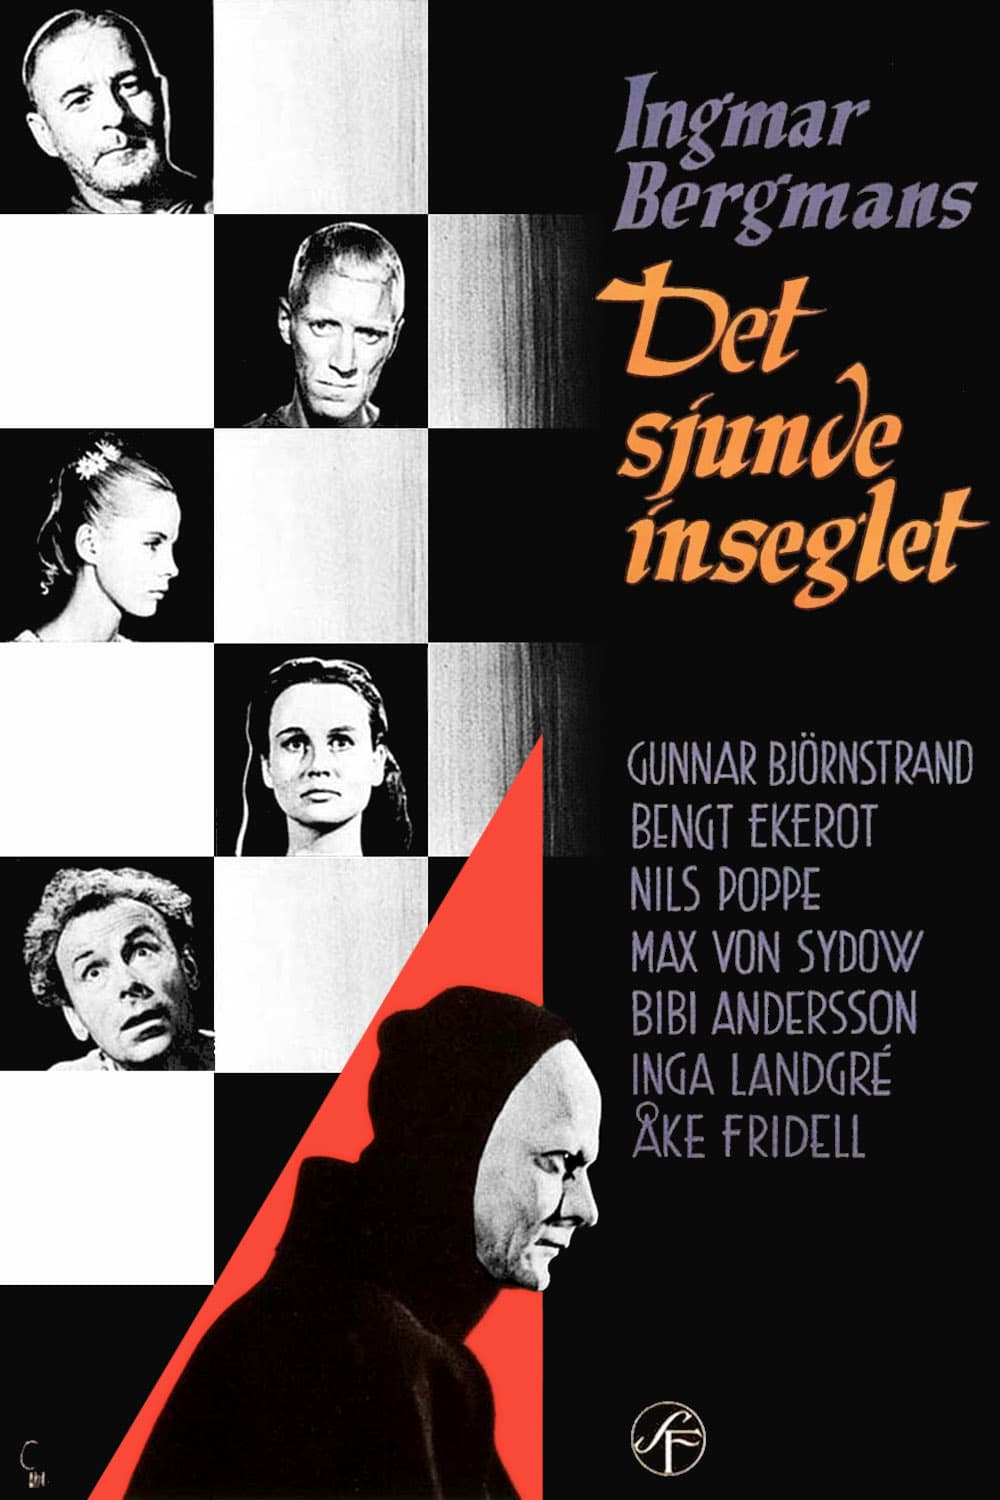 Ingmar
Bergmans
Det
sjunde
inseglet
GUNNAR BJÖRNSTRAND
BENGT EKEROT
NILS POPPE
MAX VON SYDOW
BIBI ANDERSSON
INGA LANDGRÉ
ÅKE FRIDELL
SF